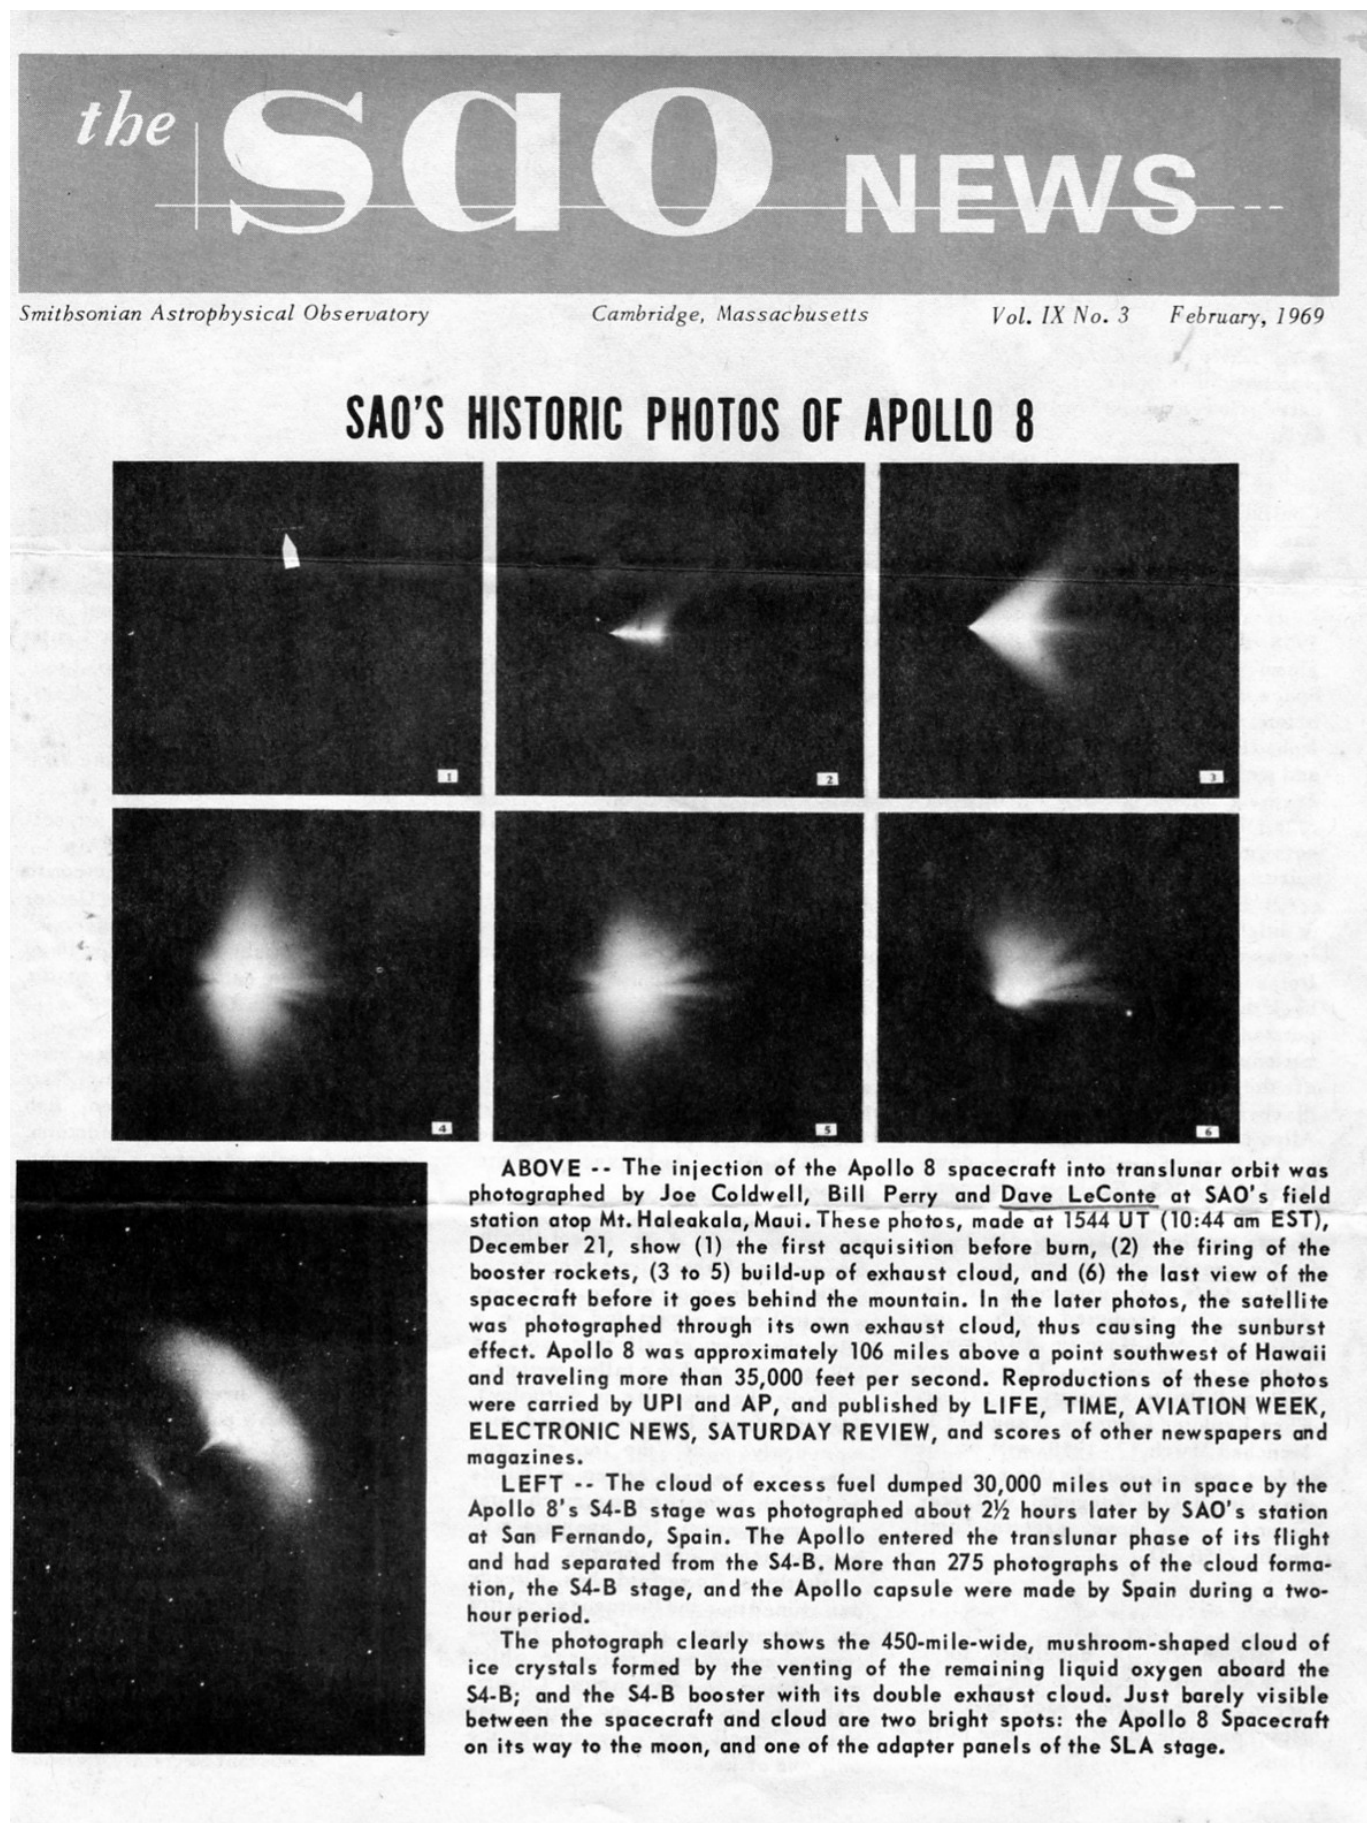 the sao NEWS
Smithsonian Astrophysical Observatory Cambridge, Massachusetts Vol. IX No. 3 February, 1969
SAO'S HISTORIC PHOTOS OF APOLLO 8
1
2
3
4
5
6
ABOVE -- The injection of the Apollo 8 spacecraft into translunar orbit was
photographed by Joe Coldwell, Bill Perry and Dave LeConte at SAO's field
station atop Mt. Haleakala, Maui. These photos, made at 1544 UT (10:44 am EST),
December 21, show (1) the first acquisition before burn, (2) the firing of the
booster rockets, (3 to 5) build-up of exhaust cloud, and (6) the last view of the
spacecraft before it goes behind the mountain. In the later photos, the satellite
was photographed through its own exhaust cloud, thus causing the sunburst
effect. Apollo 8 was approximately 106 miles above a point southwest of Hawaii
and traveling more than 35,000 feet per second. Reproductions of these photos
were carried by UPI and AP, and published by LIFE, TIME, AVIATION WEEK,
ELECTRONIC NEWS, SATURDAY REVIEW, and scores of other newspapers and
magazines.
LEFT -- The cloud of excess fuel dumped 30,000 miles out in space by the
Apollo 8's S4-B stage was photographed about 2½ hours later by SAO's station
at San Fernando, Spain. The Apollo entered the translunar phase of its flight
and had separated from the S4-B. More than 275 photographs of the cloud forma-
tion, the S4-B stage, and the Apollo capsule were made by Spain during a two-
hour period.
The photograph clearly shows the 450-mile-wide, mushroom-shaped cloud of
ice crystals formed by the venting of the remaining liquid oxygen aboard the
S4-B; and the S4-B booster with its double exhaust cloud. Just barely visible
between the spacecraft and cloud are two bright spots: the Apollo 8 Spacecraft
on its way to the moon, and one of the adapter panels of the SLA stage.